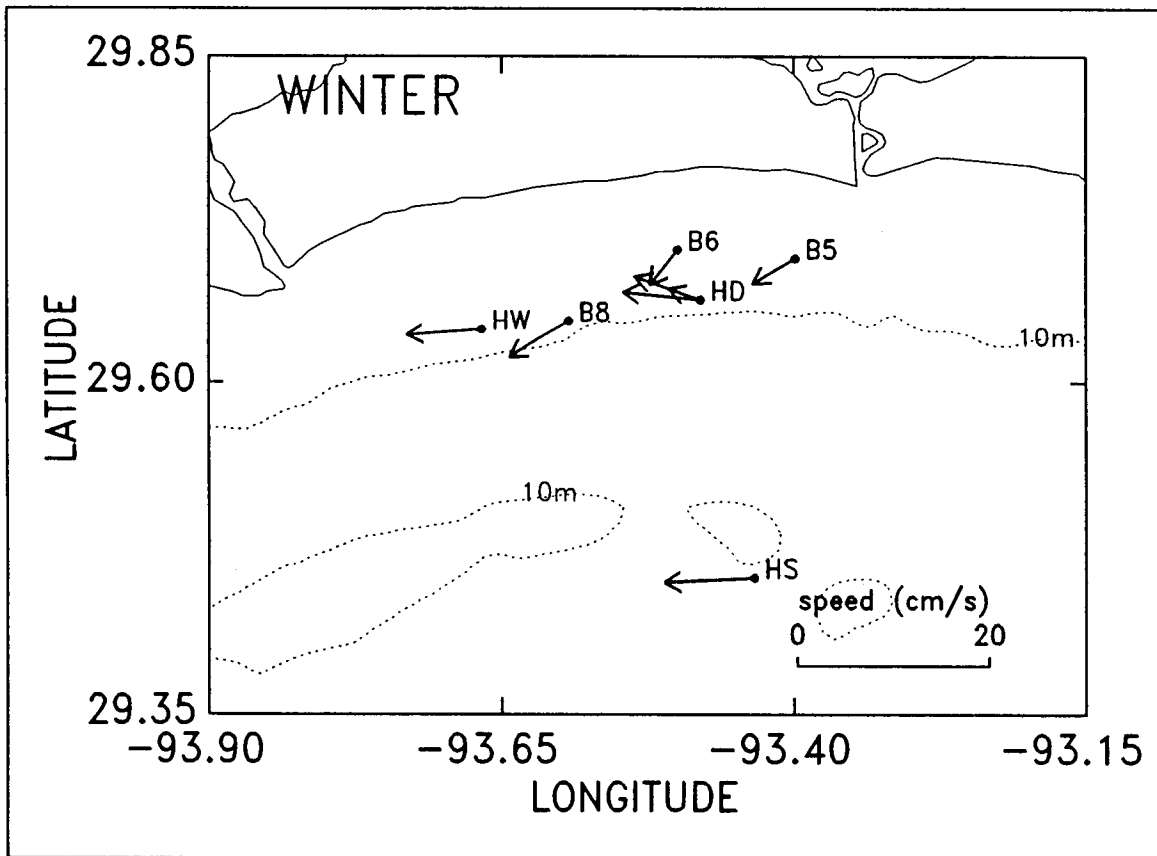 29.85
WINTER
B6
B5
HD
HW
B8
10m
LATITUDE
29.60
10m
HS
speed (cm/s)
0 20
29.35
-93.90 -93.65 -93.40 -93.15
LONGITUDE